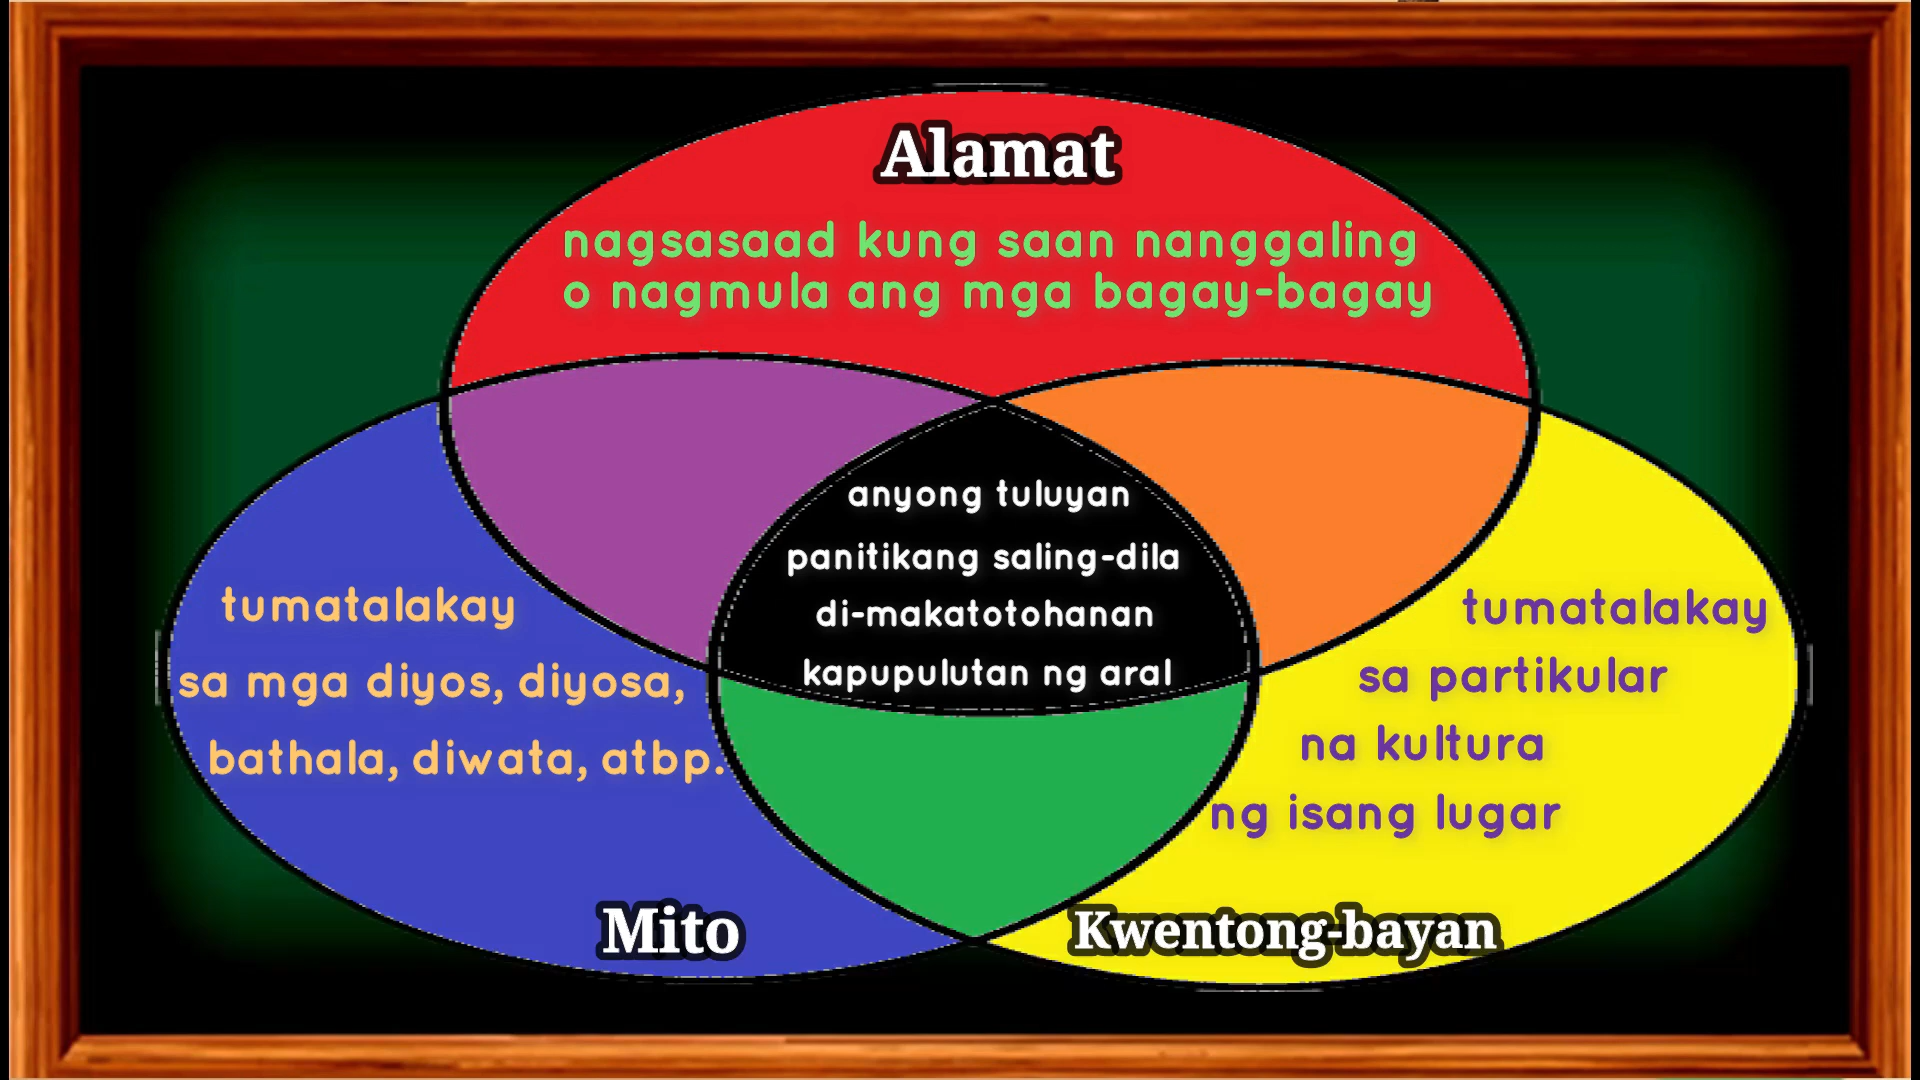 Alamat
nagsasaad kung saan nanggaling
o nagmula ang mga bagay-bagay
anyong tuluyan
panitikang saling-dila
di-makatotohanan
kapupulutan ng aral
tumatalakay
sa mga diyos, diyosa,
bathala, diwata, atbp.
Mito
tumatalakay
sa partikular
na kultura
ng isang lugar
Kwentong-bayan